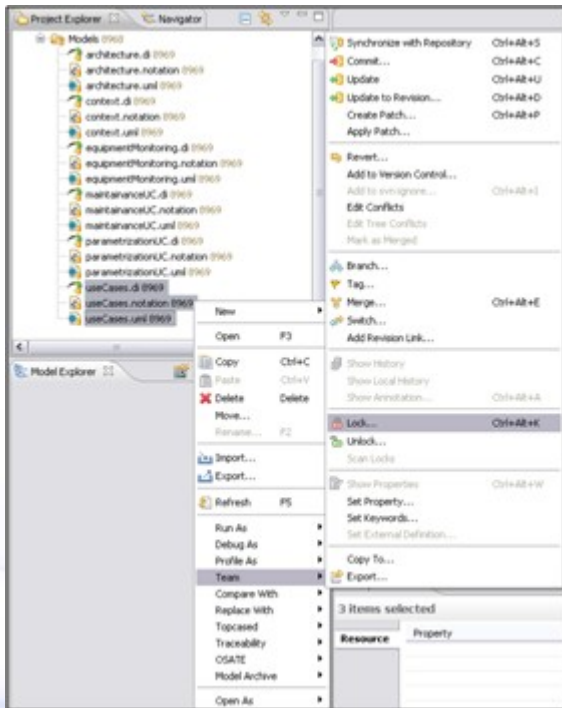 Project Explorer
Navigator
Models 8968
architecture.di 8969
architecture.notation 8969
architecture.uml 8969
context.di 8969
context.notation 8969
context.uml 8969
equipmentMonitoring.di 8969
equipmentMonitoring.notation 8969
equipmentMonitoring.uml 8969
maintainanceUC.di 8969
maintainanceUC.notation 8969
maintainanceUC.uml 8969
parametrizationUC.di 8969
parametrizationUC.notation 8969
parametrizationUC.uml 8969
useCases.di 8969
useCases.notation 8969
useCases.uml 8969
Model Explorer
New
Open F3
Copy Ctrl+C
Paste Ctrl+V
Delete Delete
Move...
Rename... F2
Import...
Export...
Refresh F5
Run As
Debug As
Profile As
Team
Compare With
Replace With
Topcased
Traceability
OSATE
Model Archive
Open As
Synchronize with Repository Ctrl+Alt+S
Commit... Ctrl+Alt+C
Update Ctrl+Alt+U
Update to Revision... Ctrl+Alt+D
Create Patch... Ctrl+Alt+P
Apply Patch...
Revert...
Add to Version Control...
Add to svn:ignore... Ctrl+Alt+I
Edit Conflicts
Edit Tree Conflicts
Mark as Merged
Branch...
Tag...
Merge... Ctrl+Alt+E
Switch...
Add Revision Link...
Show History
Show Local History
Show Annotation... Ctrl+Alt+A
Lock... Ctrl+Alt+K
Unlock...
Scan Locks
Show Properties Ctrl+Alt+W
Set Property...
Set Keywords...
Set External Definition...
Copy To...
Export...
3 items selected
Resource
Property